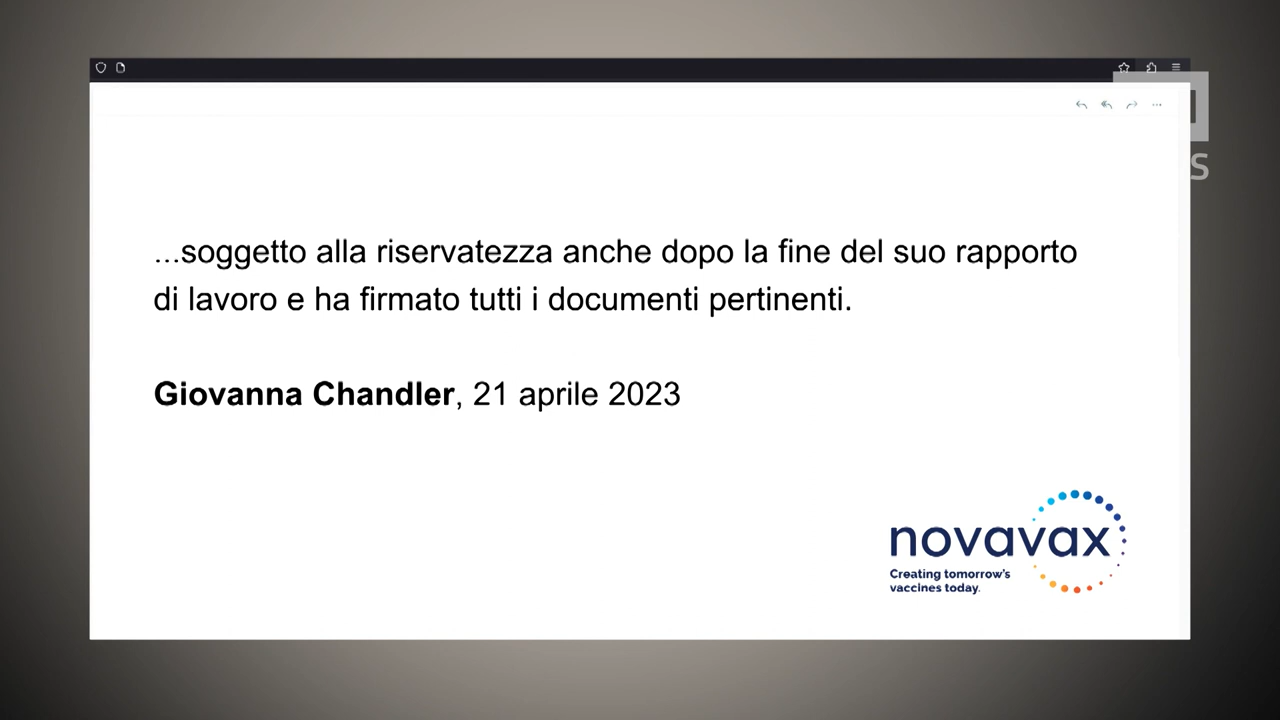 ...soggetto alla riservatezza anche dopo la fine del suo rapporto
di lavoro e ha firmato tutti i documenti pertinenti.
Giovanna Chandler, 21 aprile 2023
novavax
Creating tomorrow's
vaccines today.